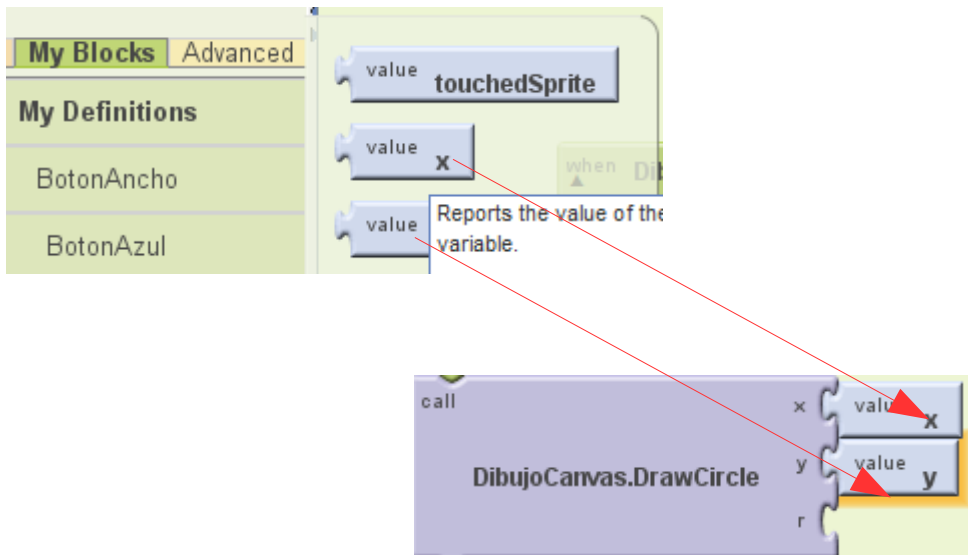 My Blocks Advanced
My Definitions
BotonAncho
BotonAzul
value touchedSprite
value x
value
when
Reports the value of the
variable.
call
DibujoCanvas.DrawCircle
x value x
y value y
r